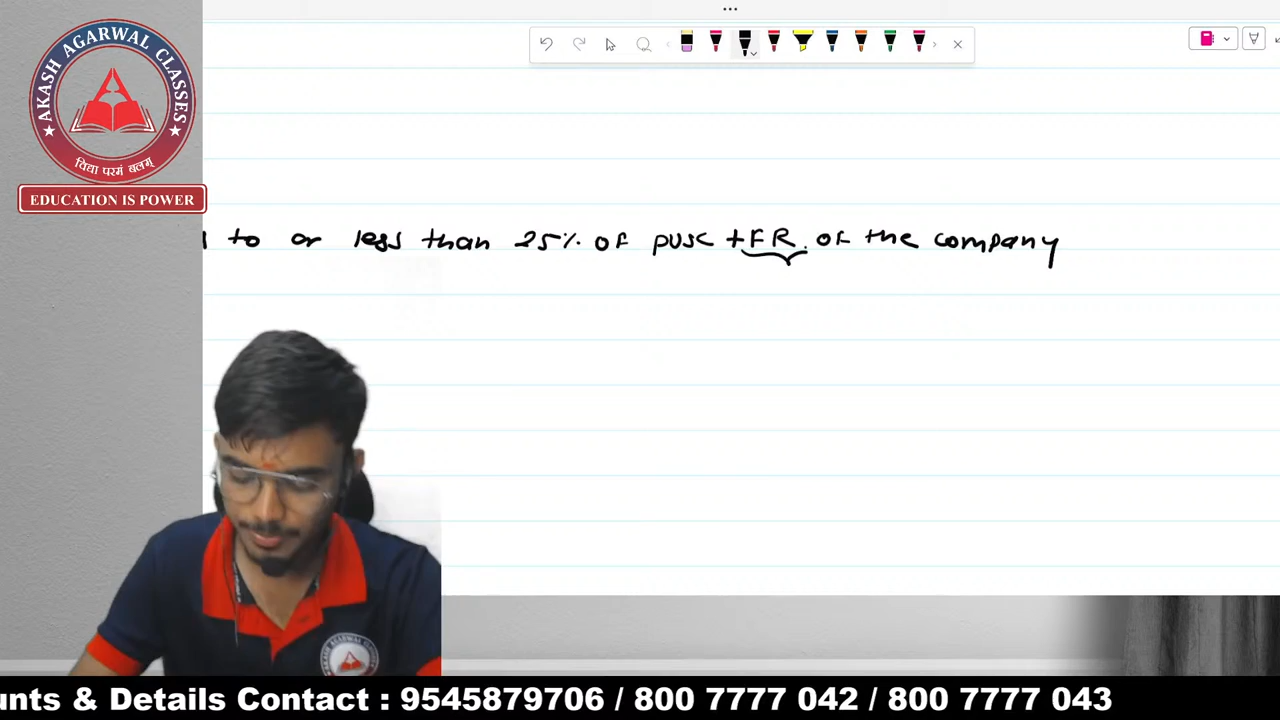 AKASH AGARWAL CLASSES
विद्या परमं बलम्
EDUCATION IS POWER
to or less than 25% of pusc + FR. of the company
unts & Details Contact : 9545879706 / 800 7777 042 / 800 7777 043